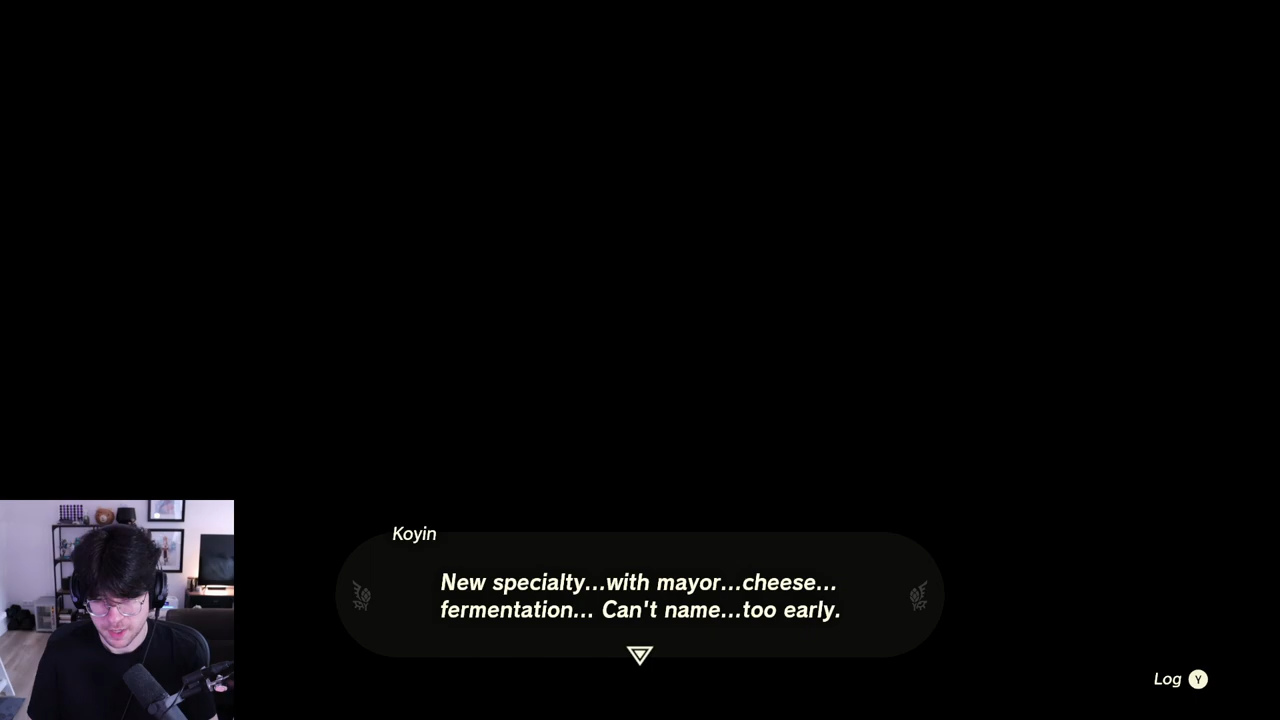 Koyin
New specialty...with mayor...cheese...
fermentation... Can't name...too early.
Log Y